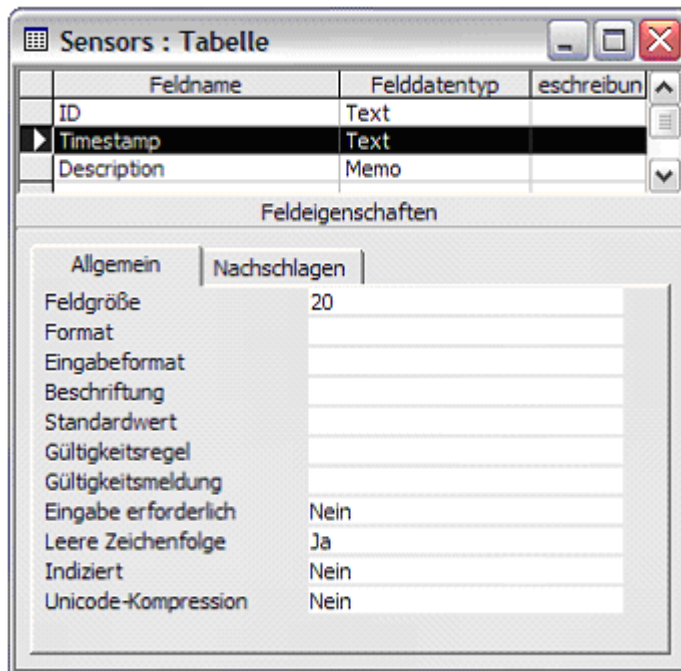 Sensors : Tabelle
Feldname Felddatentyp eschreibun
ID Text
Timestamp Text
Description Memo
Feldeigenschaften
Allgemein Nachschlagen
Feldgröße 20
Format
Eingabeformat
Beschriftung
Standardwert
Gültigkeitsregel
Gültigkeitsmeldung
Eingabe erforderlich Nein
Leere Zeichenfolge Ja
Indiziert Nein
Unicode-Kompression Nein